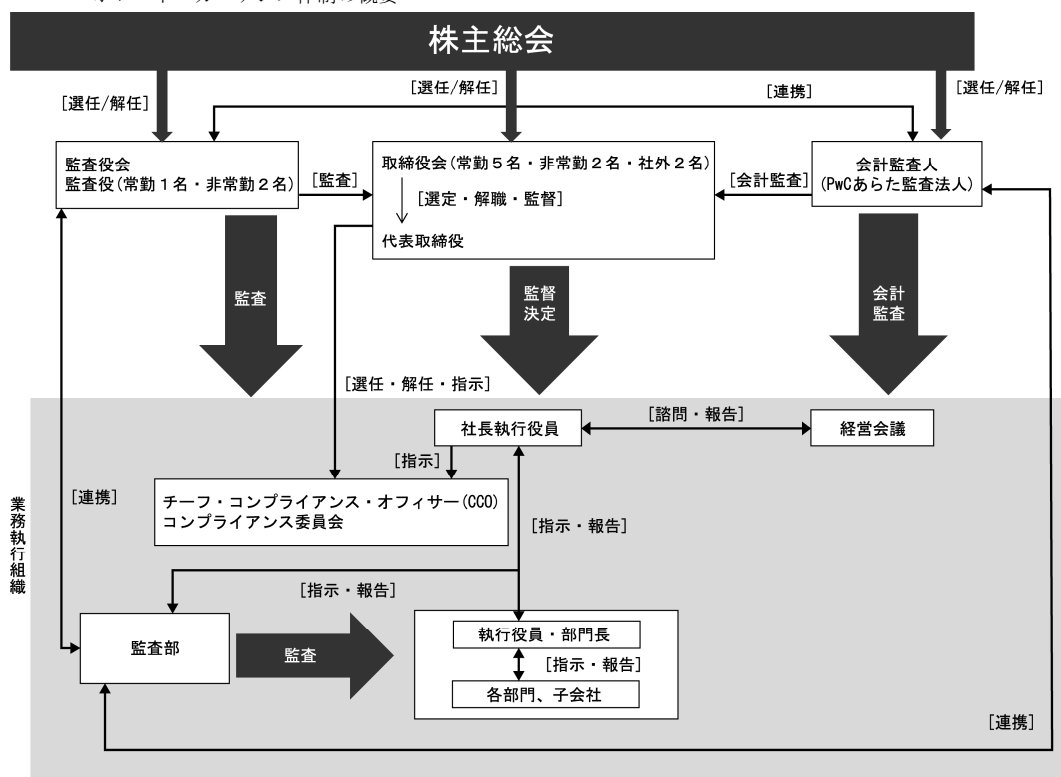 株主総会
[選任/解任]
[選任/解任]
[連携]
[選任/解任]
監査役会
監査役(常勤１名・非常勤２名)
[監査]
取締役会(常勤５名・非常勤２名・社外２名)
[選定・解職・監督]
代表取締役
[会計監査]
会計監査人
(PwCあらた監査法人)
監査
監督
決定
会計
監査
[選任・解任・指示]
社長執行役員
[諮問・報告]
経営会議
[指示]
チーフ・コンプライアンス・オフィサー(CCO)
コンプライアンス委員会
[連携]
[指示・報告]
業務執行組織
[指示・報告]
監査部
監査
執行役員・部門長
[指示・報告]
各部門、子会社
[連携]